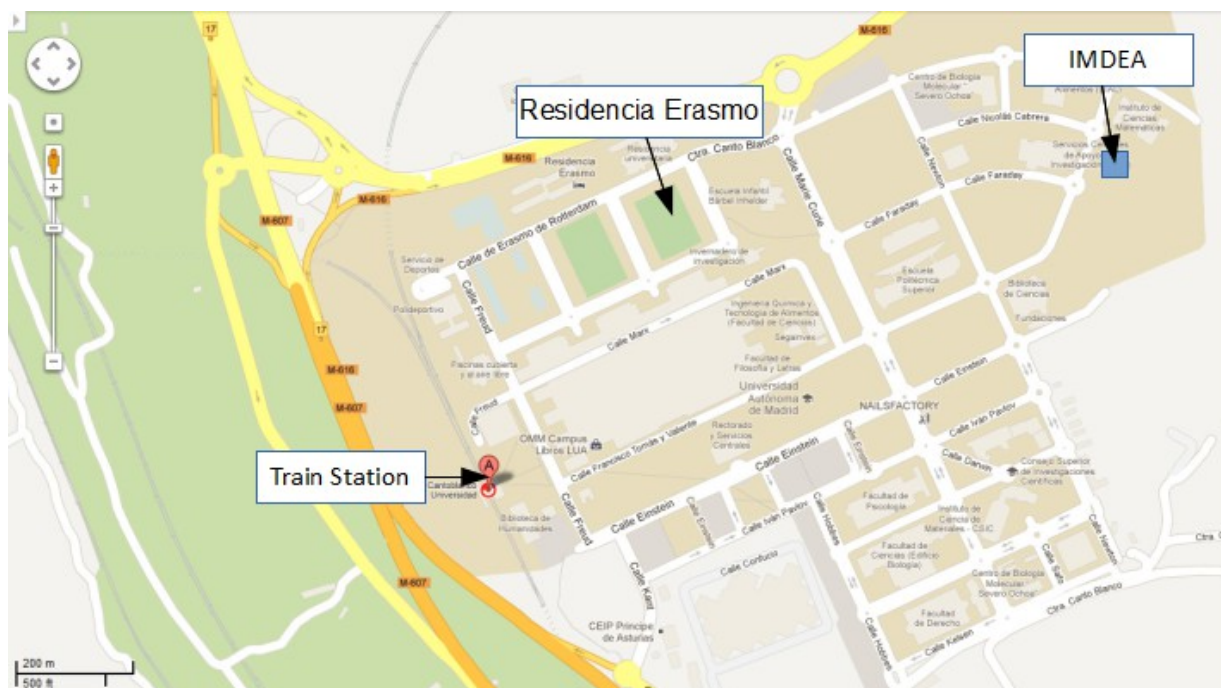 17
M-616
M-616
IMDEA
Residencia Erasmo
Centro de Biología
Molecular "
Severo Ochoa"
Instituto de
Ciencias
Matemáticas
Calle Nicolás Cabrera
Ctra. Canto Blanco
Calle Marie Curie
Calle Newton
M-616
Residencia
Erasmo
Residencia
universitaria
Escuela Infantil
Bärbel Inhelder
Calle Faraday
Calle Faraday
M-607
Calle de Erasmo de Rotterdam
Servicio de
Deportes
Invernadero de
investigación
Calle Marx
Escuela
Politécnica
Superior
Biblioteca
de Ciencias
Fundaciones
Polideportivo
Calle Freud
Ingeniería Química y
Tecnología de Alimentos
(Facultad de Ciencias)
Segainvex
17
Calle Marx
Piscinas cubierta
y al aire libre
Facultad de
Filosofía y Letras
Universidad
Autónoma
de Madrid
Calle Einstein
M-607
Calle Freud
NAILSFACTORY
OMM Campus
Libros LUA
Calle Francisco Tomás y Valiente
Rectorado
y Servicios
Centrales
Calle Einstein
Calle Einstein
Calle Iván Pavlov
Calle Darwin
Consejo Superior
de Investigaciones
Científicas
Train Station
A
Universidad
Calle Freud
Biblioteca de
Humanidades
Calle Einstein
Calle Einstein
Calle Iván Pavlov
Calle Hobbes
Facultad de
Psicología
Instituto de
Ciencia de
Materiales - CSIC
Calle Newton
Calle Confucio
Facultad de
Ciencias (Edificio
Biología)
Centro de Biología
Molecular "
Severo Ochoa"
Calle Safo
Ctra. Canto Blanco
M-607
Calle Kant
CEIP Príncipe
de Asturias
Facultad
de Derecho
Calle Hobbes
Calle Kelsen
200 m
500 ft